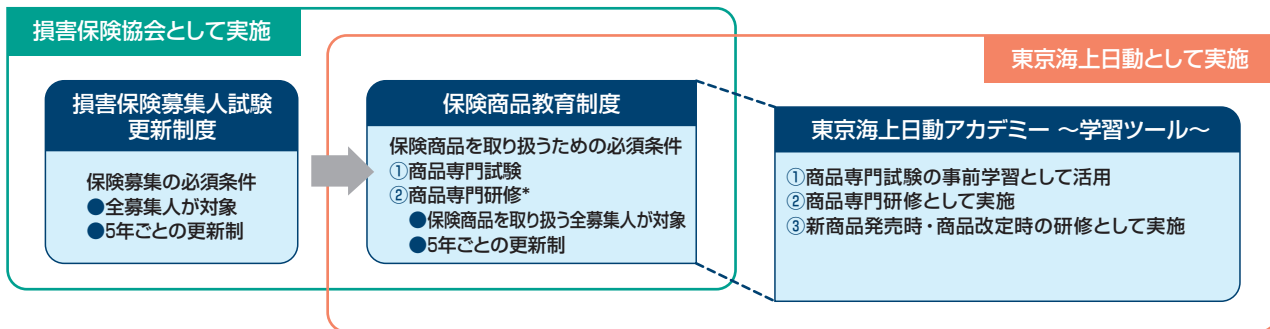 損害保険協会として実施
東京海上日動として実施
損害保険募集人試験
更新制度
保険募集の必須条件
●全募集人が対象
●5年ごとの更新制
保険商品教育制度
保険商品を取り扱うための必須条件
①商品専門試験
②商品専門研修*
●保険商品を取り扱う全募集人が対象
●5年ごとの更新制
東京海上日動アカデミー ～学習ツール～
①商品専門試験の事前学習として活用
②商品専門研修として実施
③新商品発売時・商品改定時の研修として実施